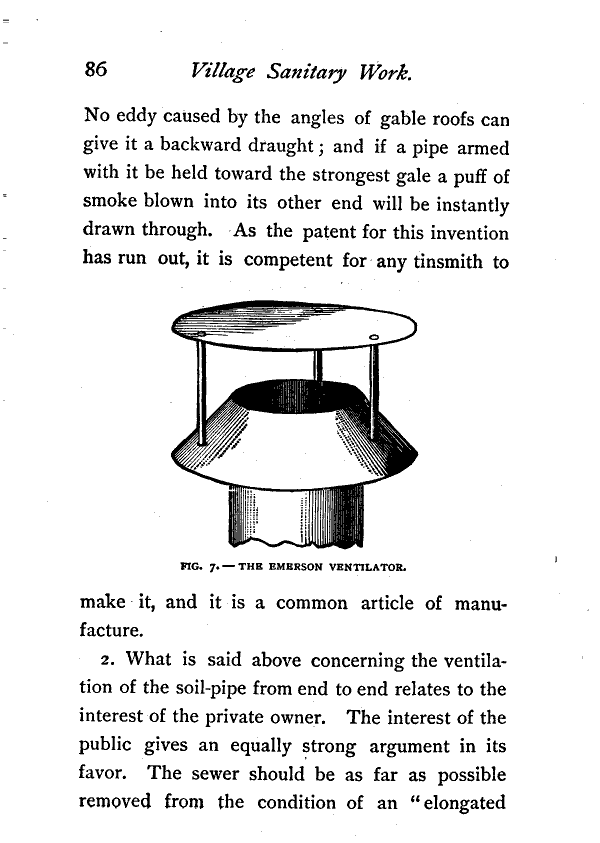 86 Village Sanitary Work.
No eddy caused by the angles of gable roofs can
give it a backward draught; and if a pipe armed
with it be held toward the strongest gale a puff of
smoke blown into its other end will be instantly
drawn through. As the patent for this invention
has run out, it is competent for any tinsmith to
FIG. 7.—THE EMERSON VENTILATOR.
make it, and it is a common article of manu-
facture.
2. What is said above concerning the ventila-
tion of the soil-pipe from end to end relates to the
interest of the private owner. The interest of the
public gives an equally strong argument in its
favor. The sewer should be as far as possible
removed from the condition of an "elongated